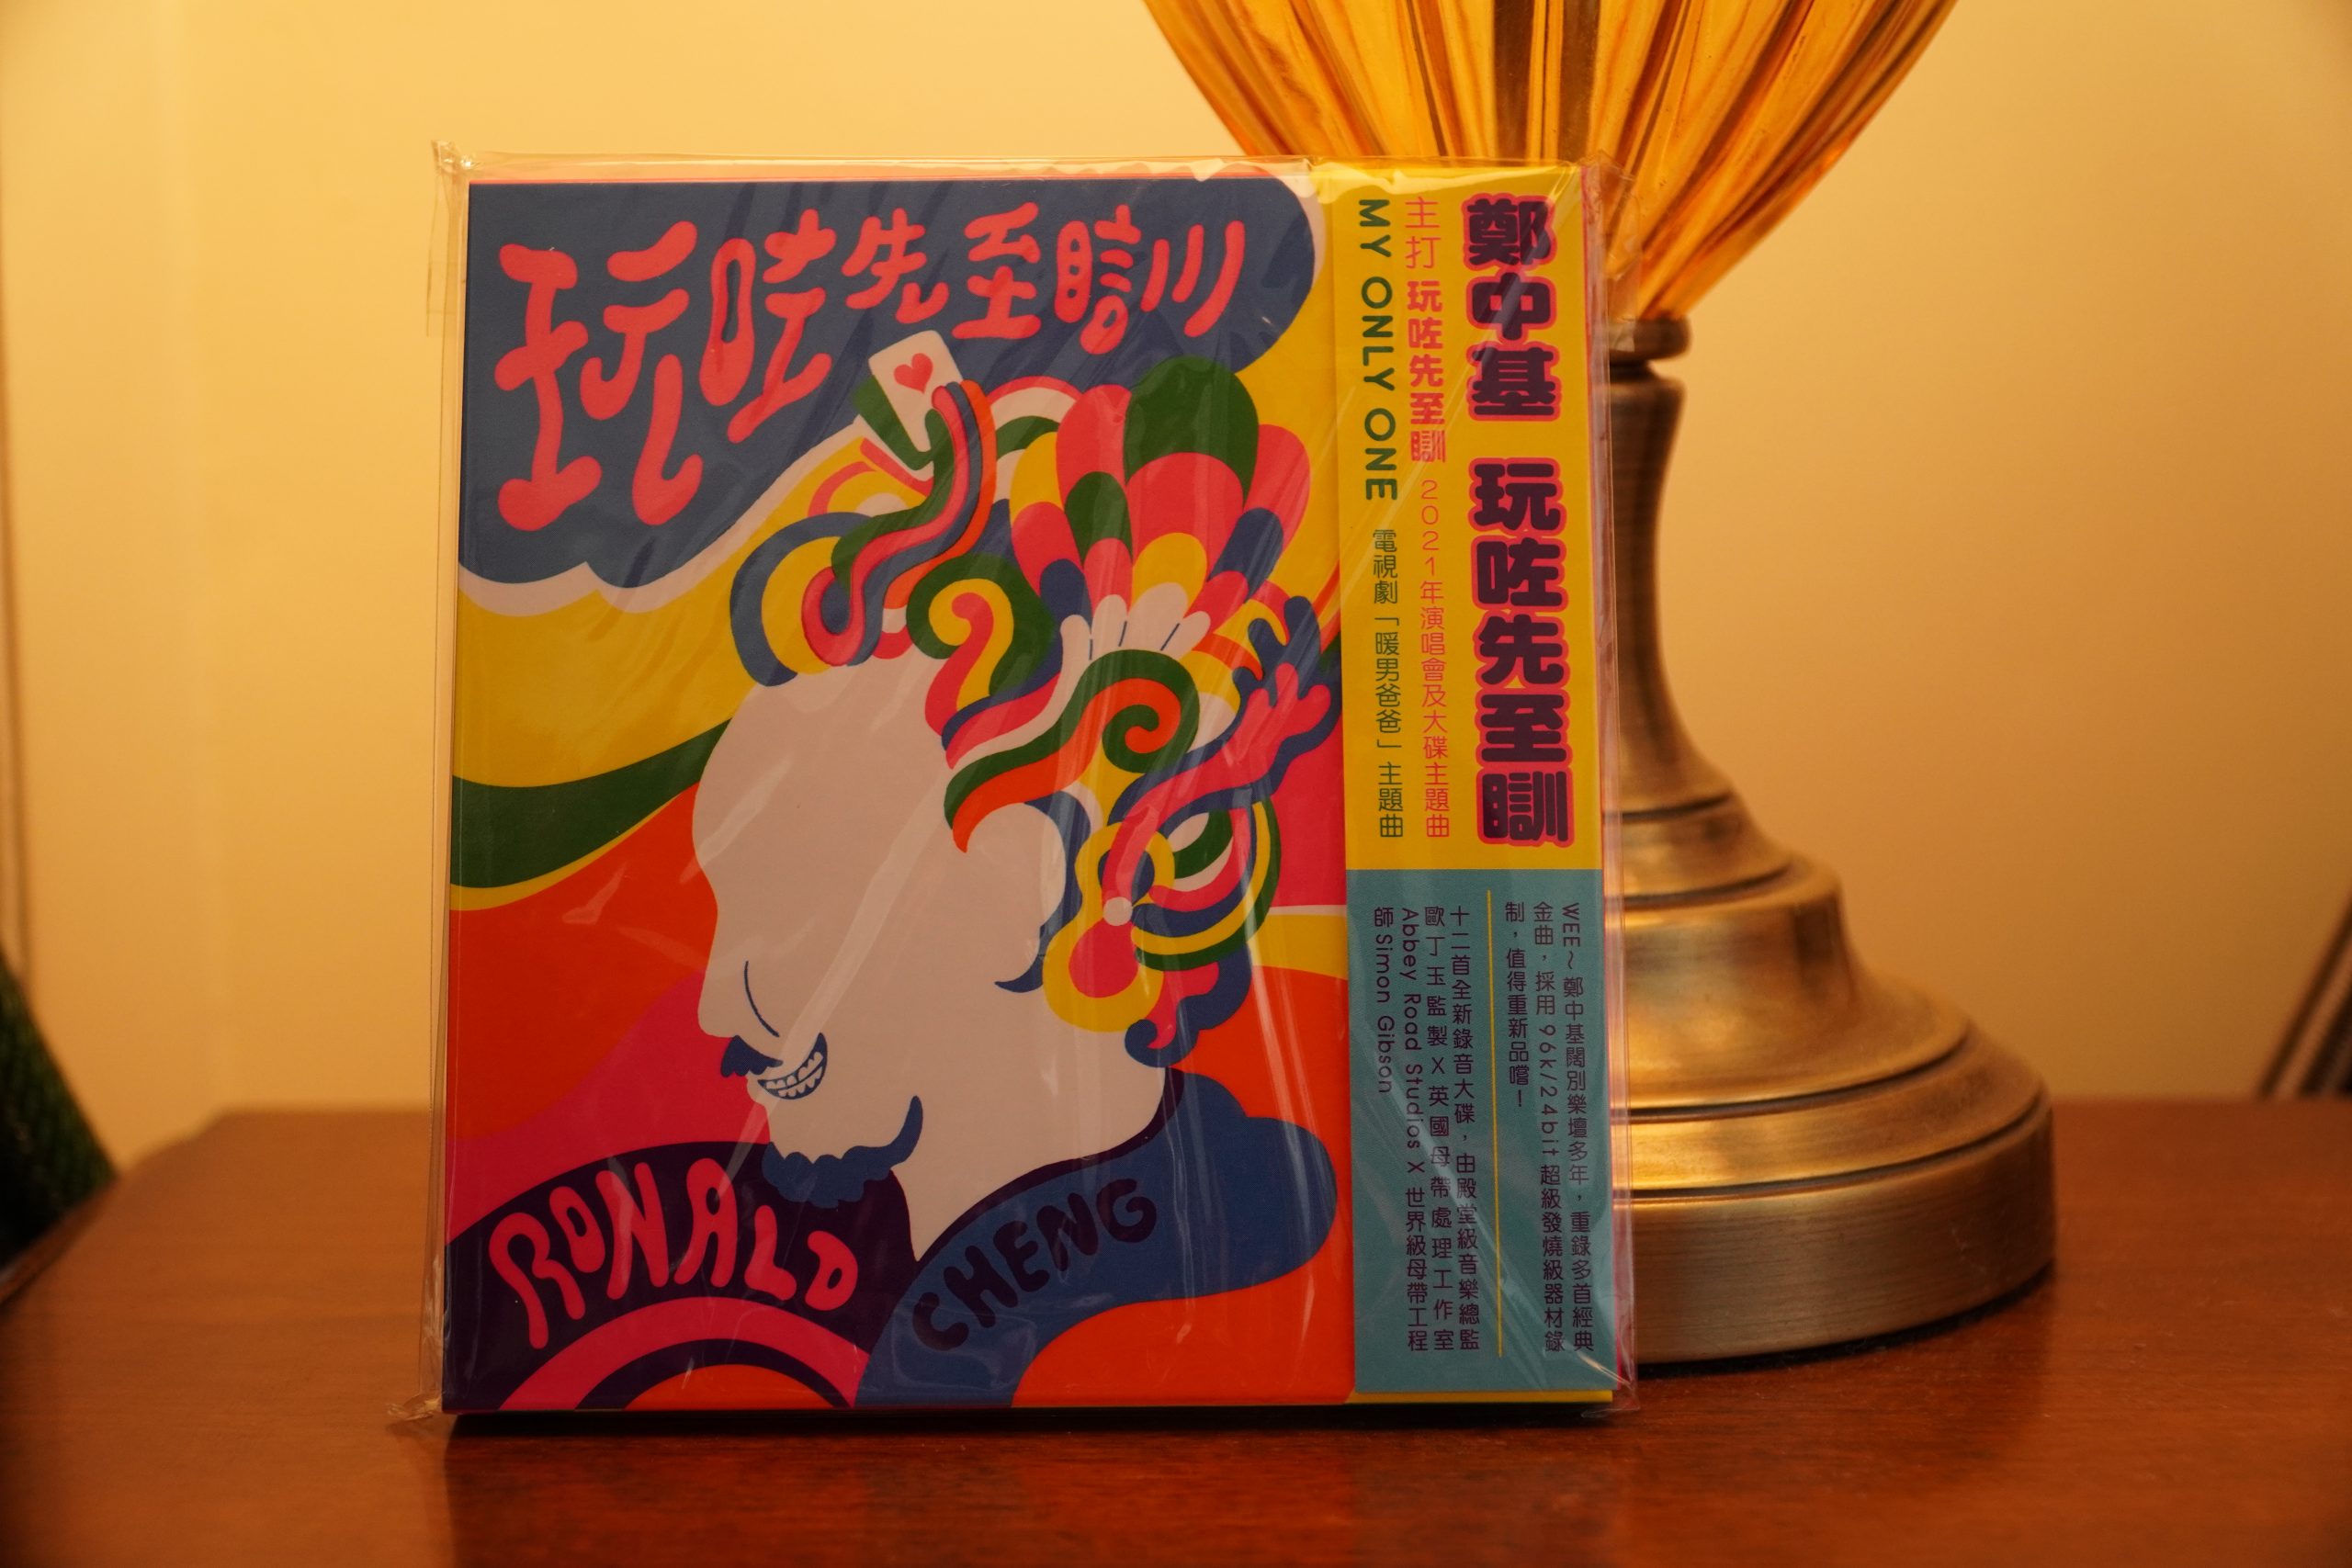 玩咗先至瞓
RONALD
CHENG
鄭中基 玩咗先至瞓
主打 玩咗先至瞓 2021年演唱會及大碟主題曲
MY ONLY ONE 電視劇「暖男爸爸」主題曲
WEE~鄭中基闊別樂壇多年，重錄多首經典
金曲，採用96k/24bit超級發燒級器材錄
制，值得重新品嚐！
十二首全新錄音大碟，由殿堂級音樂總監
歐丁玉監製X英國母帶處理工作室
Abbey Road Studios X 世界級母帶工程
師Simon Gibson